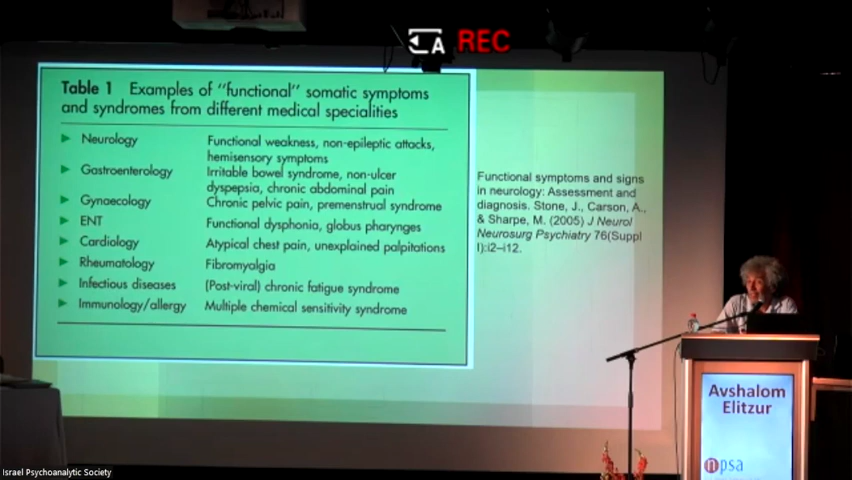 A REC
Table 1 Examples of "functional" somatic symptoms
and syndromes from different medical specialities
Neurology Functional weakness, non-epileptic attacks,
hemisensory symptoms
Gastroenterology Irritable bowel syndrome, non-ulcer
dyspepsia, chronic abdominal pain
Gynaecology Chronic pelvic pain, premenstrual syndrome
ENT Functional dysphonia, globus pharynges
Cardiology Atypical chest pain, unexplained palpitations
Rheumatology Fibromyalgia
Infectious diseases (Post-viral) chronic fatigue syndrome
Immunology/allergy Multiple chemical sensitivity syndrome
Functional symptoms and signs
in neurology: Assessment and
diagnosis. Stone, J., Carson, A.,
& Sharpe, M. (2005) J Neurol
Neurosurg Psychiatry 76(Suppl
I):i2–i12.
Avshalom
Elitzur
npsa
Israel Psychoanalytic Society